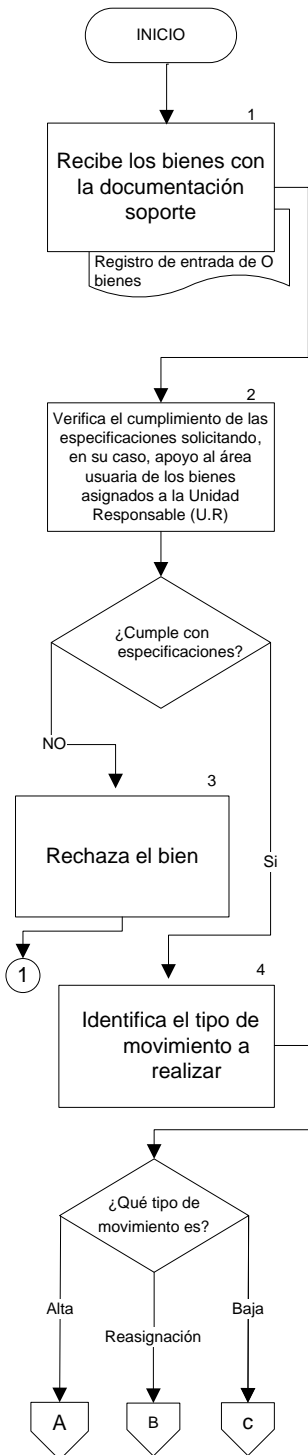 INICIO
1
Recibe los bienes con
la documentación
soporte
Registro de entrada de O
bienes
2
Verifica el cumplimiento de las
especificaciones solicitando,
en su caso, apoyo al área
usuaria de los bienes
asignados a la Unidad
Responsable (U.R)
¿Cumple con
especificaciones?
NO
3
Rechaza el bien
Si
1
4
Identifica el tipo de
movimiento a
realizar
¿Qué tipo de
movimiento es?
Alta
Baja
Reasignación
A
B
c